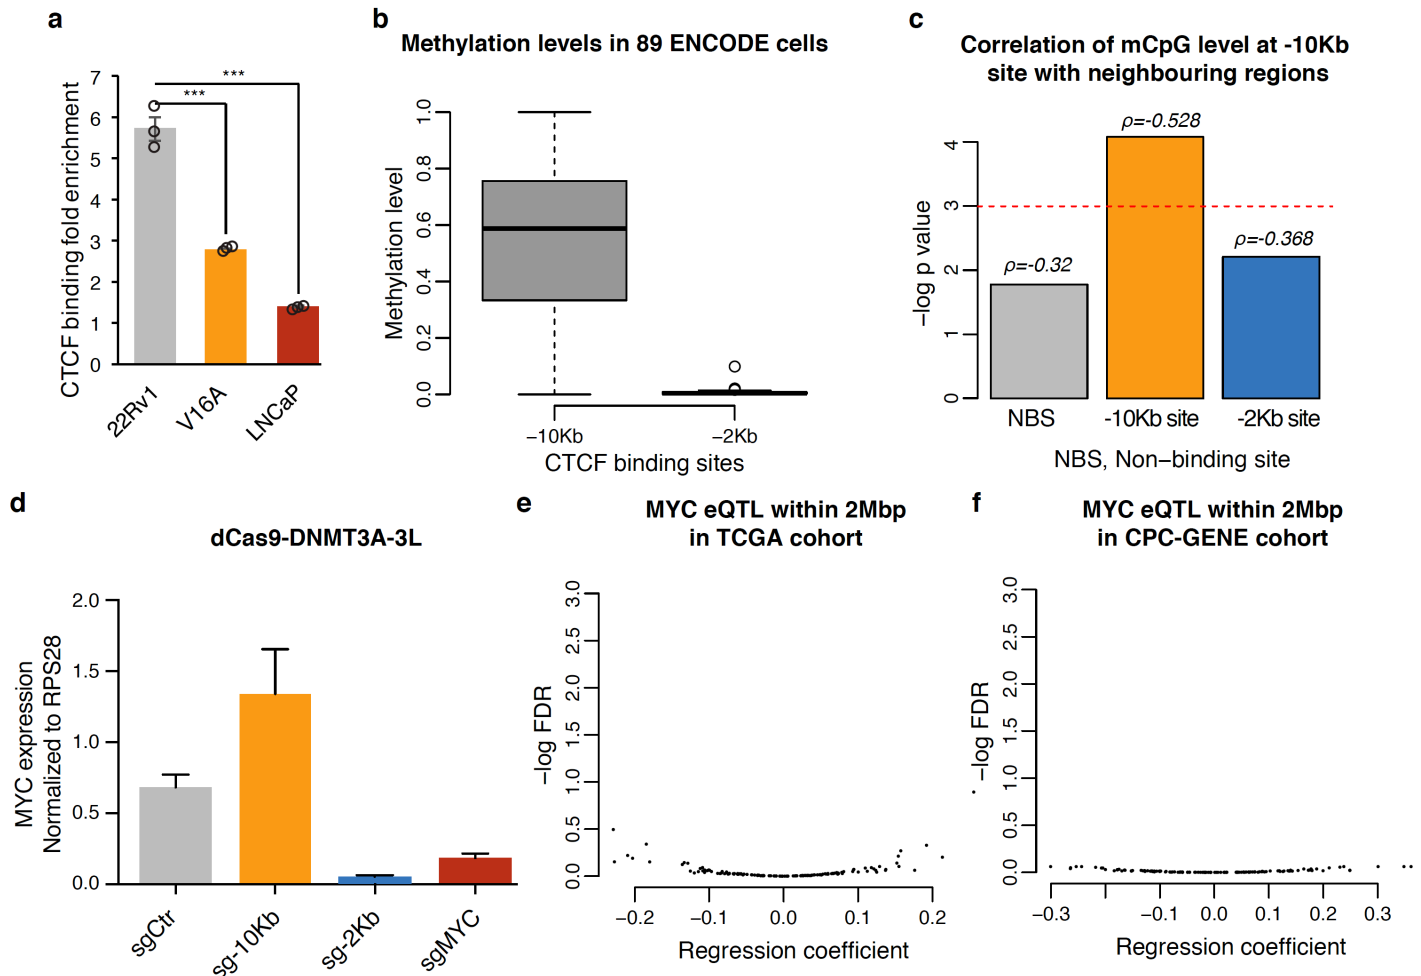 a
CTCF binding fold enrichment
7
6
5
4
3
2
1
0
***
***
22Rv1
V16A
LNCaP
b
Methylation levels in 89 ENCODE cells
Methylation level
1.0
0.8
0.6
0.4
0.2
0.0
−10Kb
−2Kb
CTCF binding sites
c
Correlation of mCpG level at -10Kb
site with neighbouring regions
−log p value
4
3
2
1
0
ρ=-0.32
ρ=-0.528
ρ=-0.368
NBS
-10Kb site
-2Kb site
NBS, Non−binding site
d
dCas9-DNMT3A-3L
MYC expression
Normalized to RPS28
2.0
1.5
1.0
0.5
0.0
sgCtr
sg-10Kb
sg-2Kb
sgMYC
e
MYC eQTL within 2Mbp
in TCGA cohort
−log FDR
3.0
2.5
2.0
1.5
1.0
0.5
0.0
−0.2
−0.1
0.0
0.1
0.2
Regression coefficient
f
MYC eQTL within 2Mbp
in CPC-GENE cohort
−log FDR
3.0
2.5
2.0
1.5
1.0
0.5
0.0
−0.3
−0.1
0.0
0.1
0.2
0.3
Regression coefficient